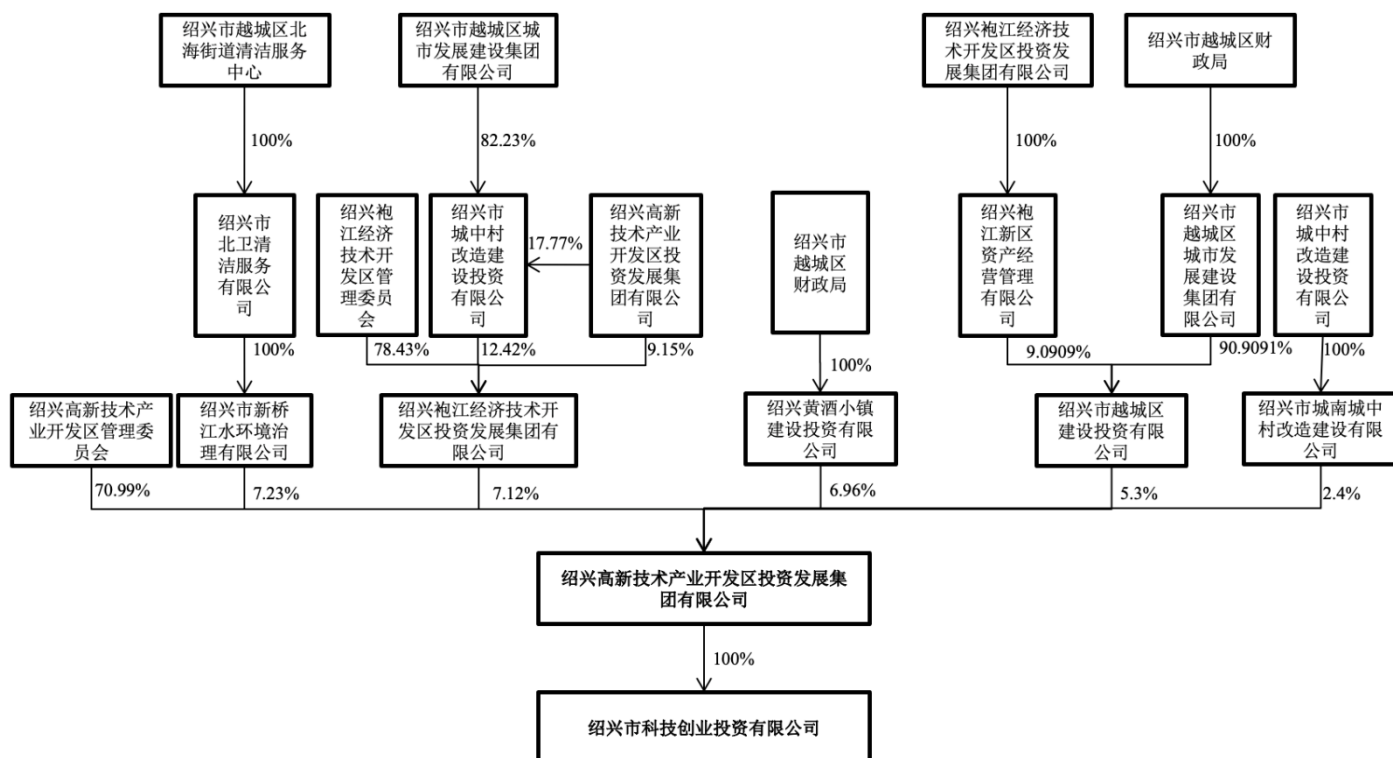 绍兴市越城区北
海街道清洁服务
中心
绍兴市越城区城
市发展建设集团
有限公司
绍兴袍江经济技
术开发区投资发
展集团有限公司
绍兴市越城区财
政局
100%
82.23%
100%
100%
绍兴市
北卫清
洁服务
有限公
司
绍兴袍
江经济
技术开
发区管
理委员
会
绍兴市
城中村
改造建
设投资
有限公
司
17.77%
绍兴高新
技术产业
开发区投
资发展集
团有限公
司
绍兴市
越城区
财政局
绍兴袍
江新区
资产经
营管理
有限公
司
绍兴市
越城区
城市发
展建设
集团有
限公司
绍兴市
城中村
改造建
设投资
有限公
司
100%
78.43%
12.42%
9.15%
100%
9.0909%
90.9091%
100%
绍兴高新技术产
业开发区管理委
员会
绍兴市新桥
江水环境治
理有限公司
绍兴袍江经济技术开
发区投资发展集团有
限公司
绍兴黄酒小镇
建设投资有限
公司
绍兴市越城区
建设投资有限
公司
绍兴市城南城中
村改造建设有限
公司
70.99%
7.23%
7.12%
6.96%
5.3%
2.4%
绍兴高新技术产业开发区投资发展集
团有限公司
100%
绍兴市科技创业投资有限公司